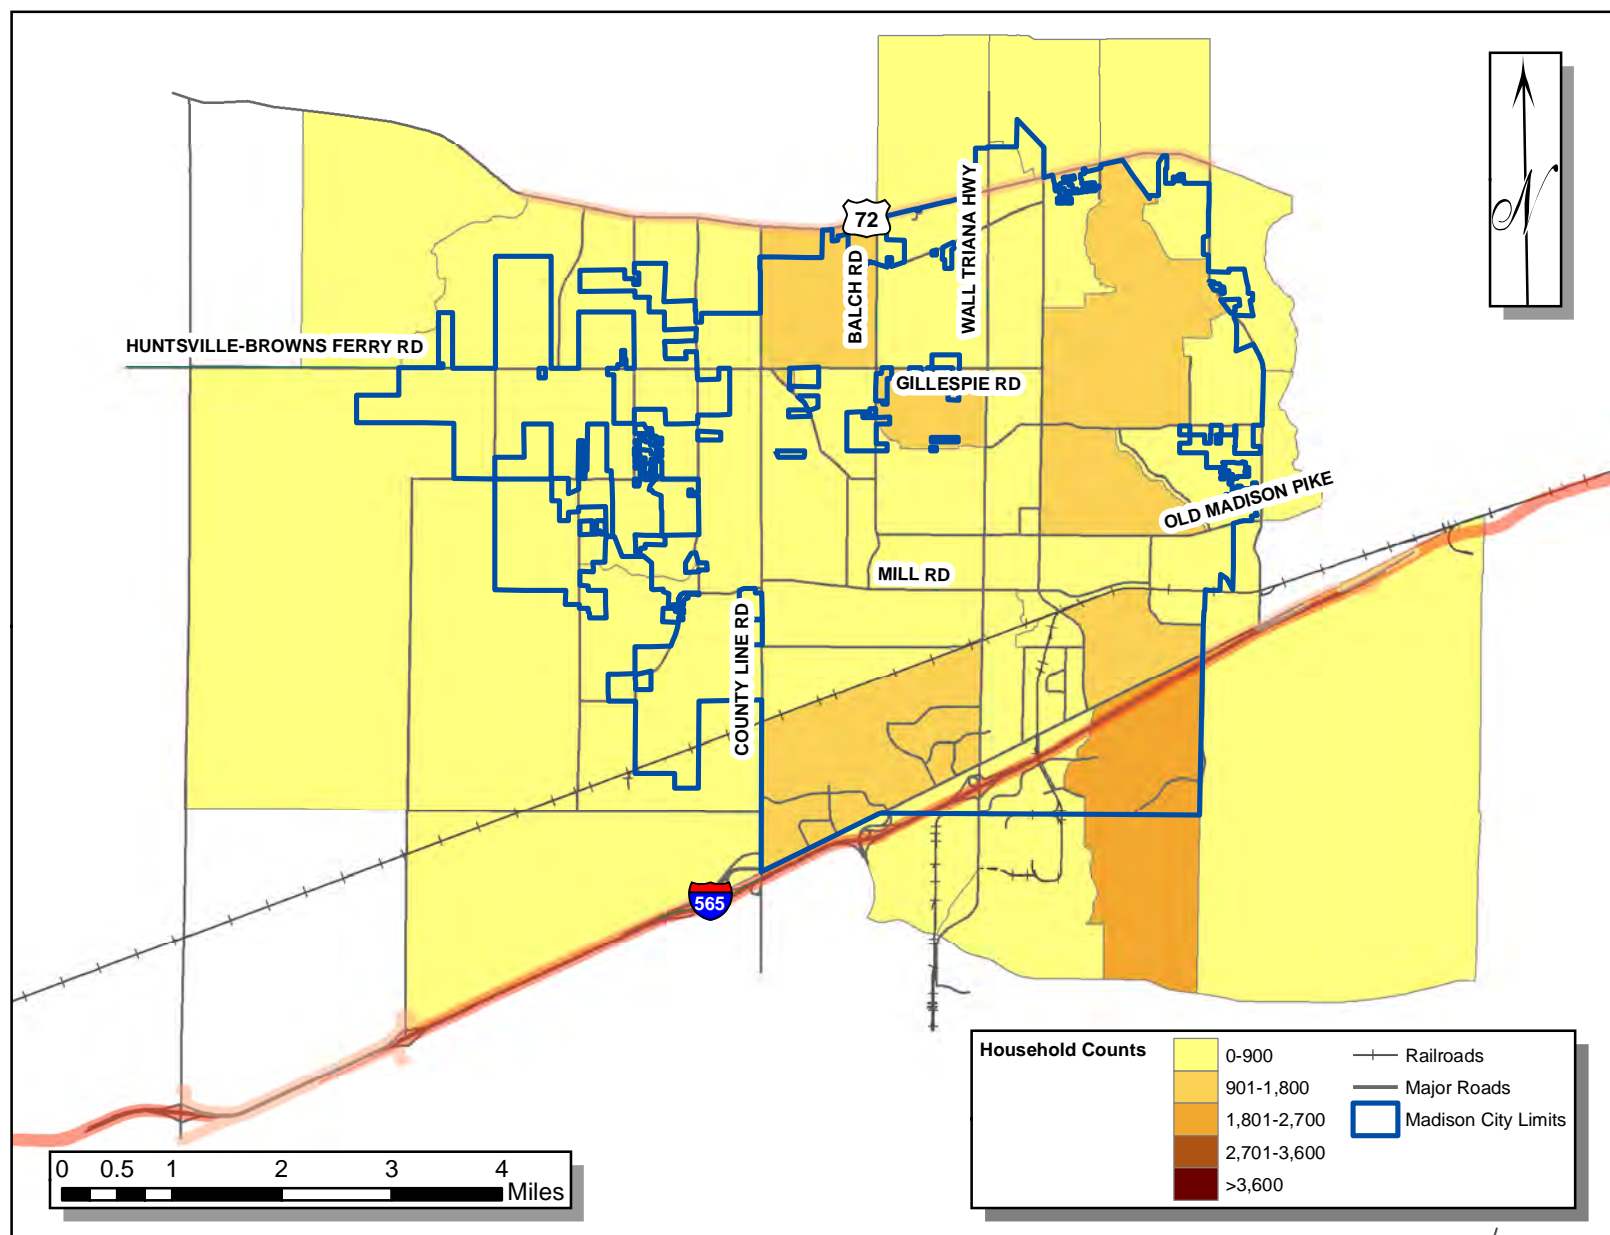 N
72
BALCH RD
WALL TRIANA HWY
HUNTSVILLE-BROWNS FERRY RD
GILLESPIE RD
OLD MADISON PIKE
MILL RD
COUNTY LINE RD
565
Household Counts
0-900
901-1,800
1,801-2,700
2,701-3,600
>3,600
Railroads
Major Roads
Madison City Limits
0 0.5 1 2 3 4
Miles